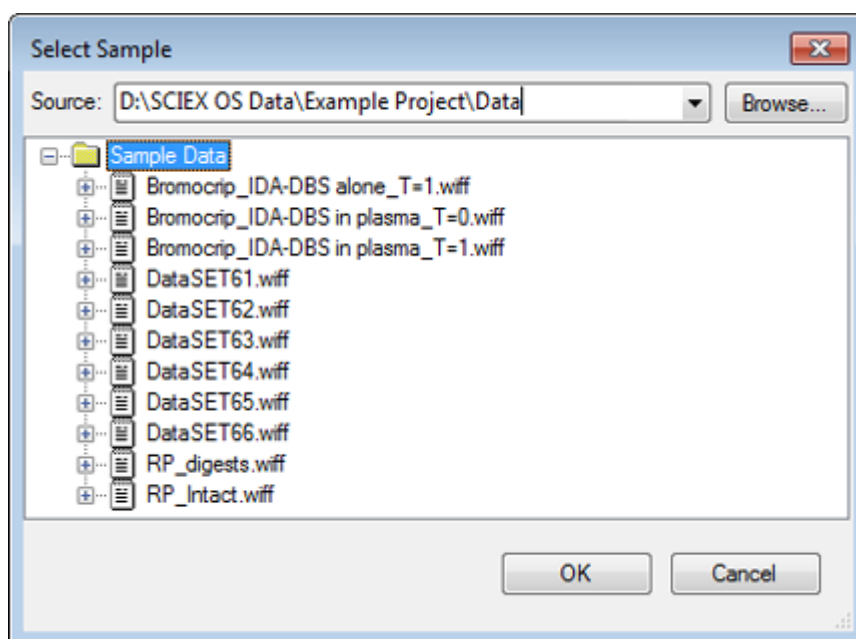 Select Sample
Source: D:\SCIEX OS Data\Example Project\Data Browse...
Sample Data
Bromocrip_IDA-DBS alone_T=1.wiff
Bromocrip_IDA-DBS in plasma_T=0.wiff
Bromocrip_IDA-DBS in plasma_T=1.wiff
DataSET61.wiff
DataSET62.wiff
DataSET63.wiff
DataSET64.wiff
DataSET65.wiff
DataSET66.wiff
RP_digests.wiff
RP_Intact.wiff
OK Cancel